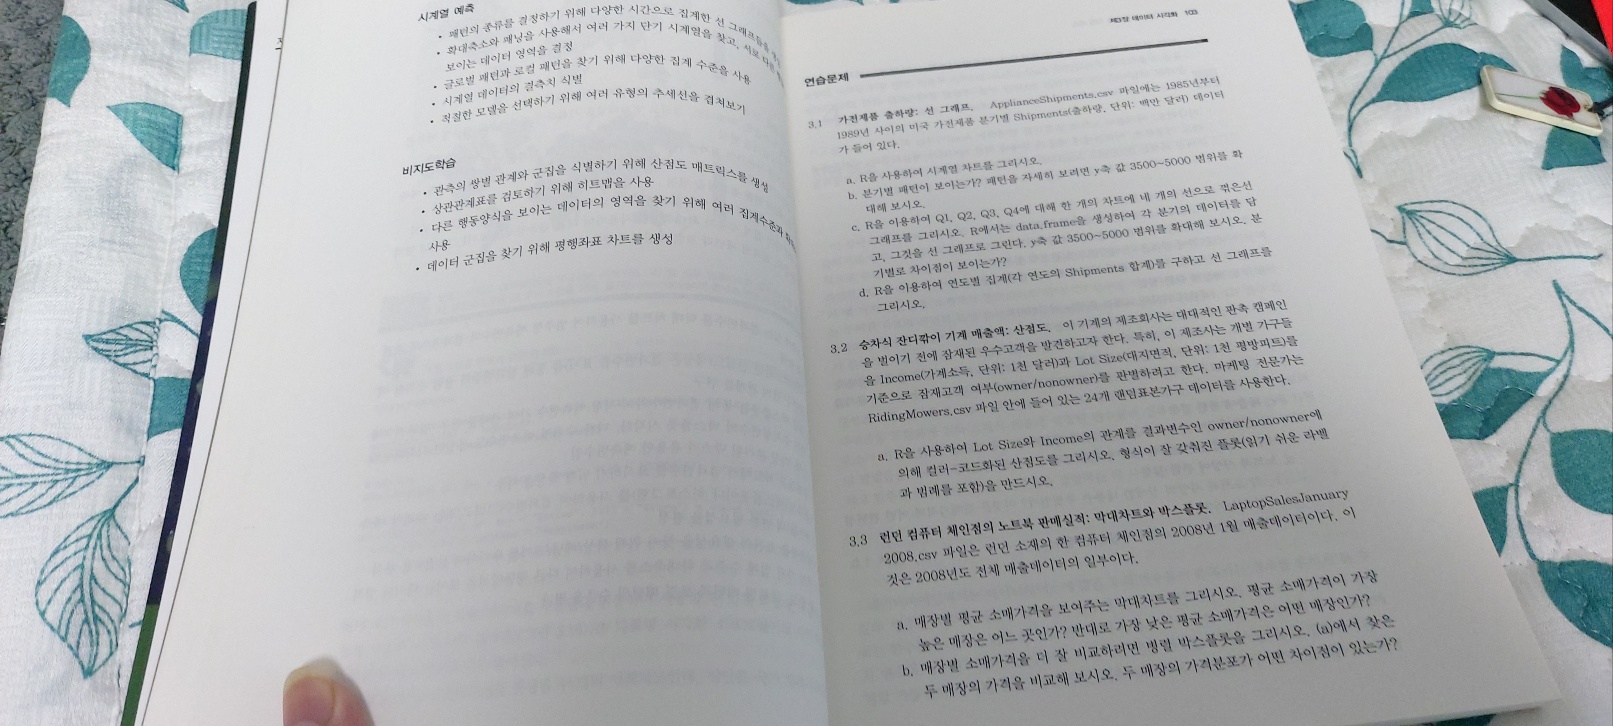 시계열 예측
• 패턴의 종류를 결정하기 위해 다양한 시간으로 집계한 선 그래프들을
• 확대축소와 패닝을 사용해서 여러 가지 단기 시계열을 찾고, 서로 다른
보이는 데이터 영역을 결정
• 글로벌 패턴과 로컬 패턴을 찾기 위해 다양한 집계 수준을 사용
• 시계열 데이터의 결측치 식별
• 적절한 모델을 선택하기 위해 여러 유형의 추세선을 겹쳐보기
비지도학습
• 관측의 쌍별 관계와 군집을 식별하기 위해 산점도 매트릭스를 생성
• 상관관계표를 검토하기 위해 히트맵을 사용
• 다른 행동양식을 보이는 데이터의 영역을 찾기 위해 여러 집계수준과
사용
• 데이터 군집을 찾기 위해 평행좌표 차트를 생성
제3장 데이터 시각화 103
연습문제
3.1 가전제품 출하량: 선 그래프. ApplianceShipments.csv 파일에는 1985년부터
1989년 사이의 미국 가전제품 분기별 Shipments(출하량, 단위: 백만 달러) 데이터
가 들어 있다.
a. R을 사용하여 시계열 차트를 그리시오.
b. 분기별 패턴이 보이는가? 패턴을 자세히 보려면 y축 값 3500~5000 범위를 확
대해 보시오.
c. R을 이용하여 Q1, Q2, Q3, Q4에 대해 한 개의 차트에 네 개의 선으로 꺾은선
그래프를 그리시오. R에서는 data.frame을 생성하여 각 분기의 데이터를 담
고, 그것을 선 그래프로 그린다. y축 값 3500~5000 범위를 확대해 보시오. 분
기별로 차이점이 보이는가?
d. R을 이용하여 연도별 집계(각 연도의 Shipments 합계)를 구하고 선 그래프를
그리시오.
3.2 승차식 잔디깎이 기계 매출액: 산점도. 이 기계의 제조회사는 대대적인 판촉 캠페인
을 벌이기 전에 잠재된 우수고객을 발견하고자 한다. 특히, 이 제조사는 개별 가구들
을 Income(가계소득, 단위: 1천 달러)과 Lot Size(대지면적, 단위: 1천 평방피트)를
기준으로 잠재고객 여부(owner/nonowner)를 판별하려고 한다. 마케팅 전문가는
RidingMowers.csv 파일 안에 들어 있는 24개 랜덤표본가구 데이터를 사용한다.
a. R을 사용하여 Lot Size와 Income의 관계를 결과변수인 owner/nonowner에
의해 컬러-코드화된 산점도를 그리시오. 형식이 잘 갖춰진 플롯(읽기 쉬운 라벨
과 범례를 포함)을 만드시오.
3.3 런던 컴퓨터 체인점의 노트북 판매실적: 막대차트와 박스플롯. LaptopSalesJanuary
2008.csv 파일은 런던 소재의 한 컴퓨터 체인점의 2008년 1월 매출데이터이다. 이
것은 2008년도 전체 매출데이터의 일부이다.
a. 매장별 평균 소매가격을 보여주는 막대차트를 그리시오. 평균 소매가격이 가장
높은 매장은 어느 곳인가? 반대로 가장 낮은 평균 소매가격은 어떤 매장인가?
b. 매장별 소매가격을 더 잘 비교하려면 병렬 박스플롯을 그리시오. (a)에서 찾은
두 매장의 가격을 비교해 보시오. 두 매장의 가격분포가 어떤 차이점이 있는가?